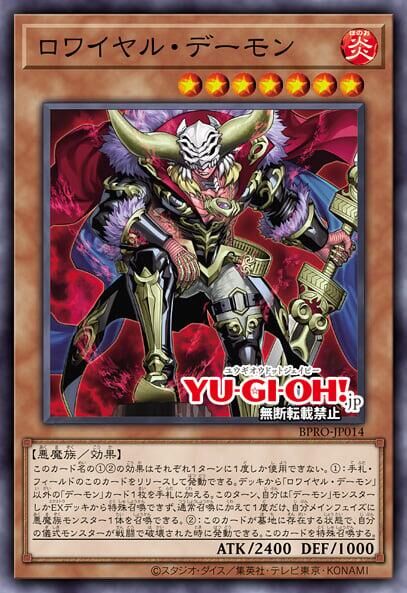 ロワイヤル・デーモン
ほのお
炎
ユウギオウドットジェイピー
YU-GI-OH!.jp
無断転載禁止
BPRO-JP014
【悪魔族/効果】
このカード名の①②の効果はそれぞれ1ターンに1度しか使用できない。①:手札・
フィールドのこのカードをリリースして発動できる。デッキから「ロワイヤル・デーモン」
以外の「デーモン」カード1枚を手札に加える。このターン、自分は「デーモン」モンスター
しかEXデッキから特殊召喚できず、通常召喚に加えて1度だけ、自分メインフェイズに
悪魔族モンスター1体を召喚できる。②:このカードが墓地に存在する状態で、自分
の儀式モンスターが戦闘で破壊された時に発動できる。このカードを特殊召喚する。
ATK/2400 DEF/1000
©スタジオ・ダイス/集英社・テレビ東京・KONAMI